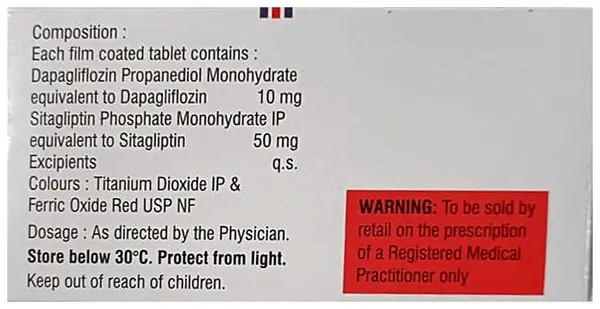 Composition :
Each film coated tablet contains :
Dapagliflozin Propanediol Monohydrate
equivalent to Dapagliflozin 10 mg
Sitagliptin Phosphate Monohydrate IP
equivalent to Sitagliptin 50 mg
Excipients q.s.
Colours : Titanium Dioxide IP &
Ferric Oxide Red USP NF
Dosage : As directed by the Physician.
Store below 30°C. Protect from light.
Keep out of reach of children.
WARNING: To be sold by
retail on the prescription
of a Registered Medical
Practitioner only